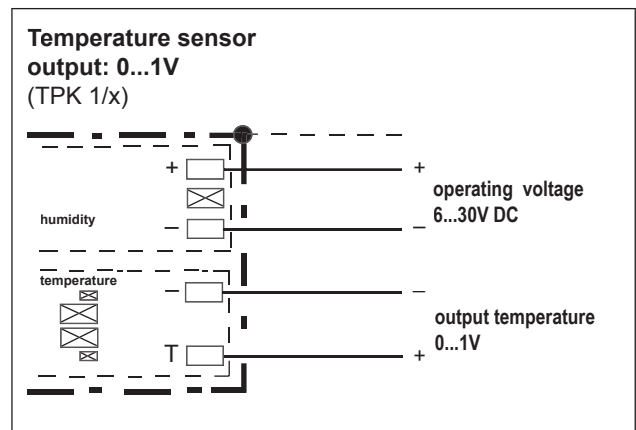 Temperature sensor
output: 0...1V
(TPK 1/x)
+ +
operating voltage
6...30V DC
humidity
– –
temperature
– –
output temperature
0...1V
T +